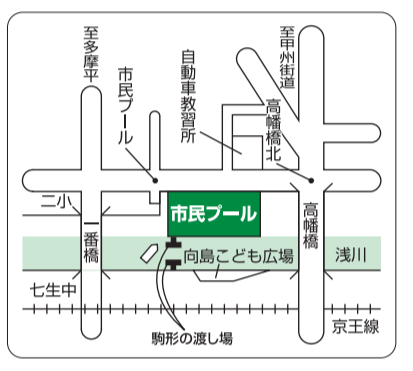 至多摩平
市民プール
自動車教習所
至甲州街道
高幡橋北
二小
市民プール
一番橋
高幡橋
向島こども広場
浅川
七生中
京王線
駒形の渡し場